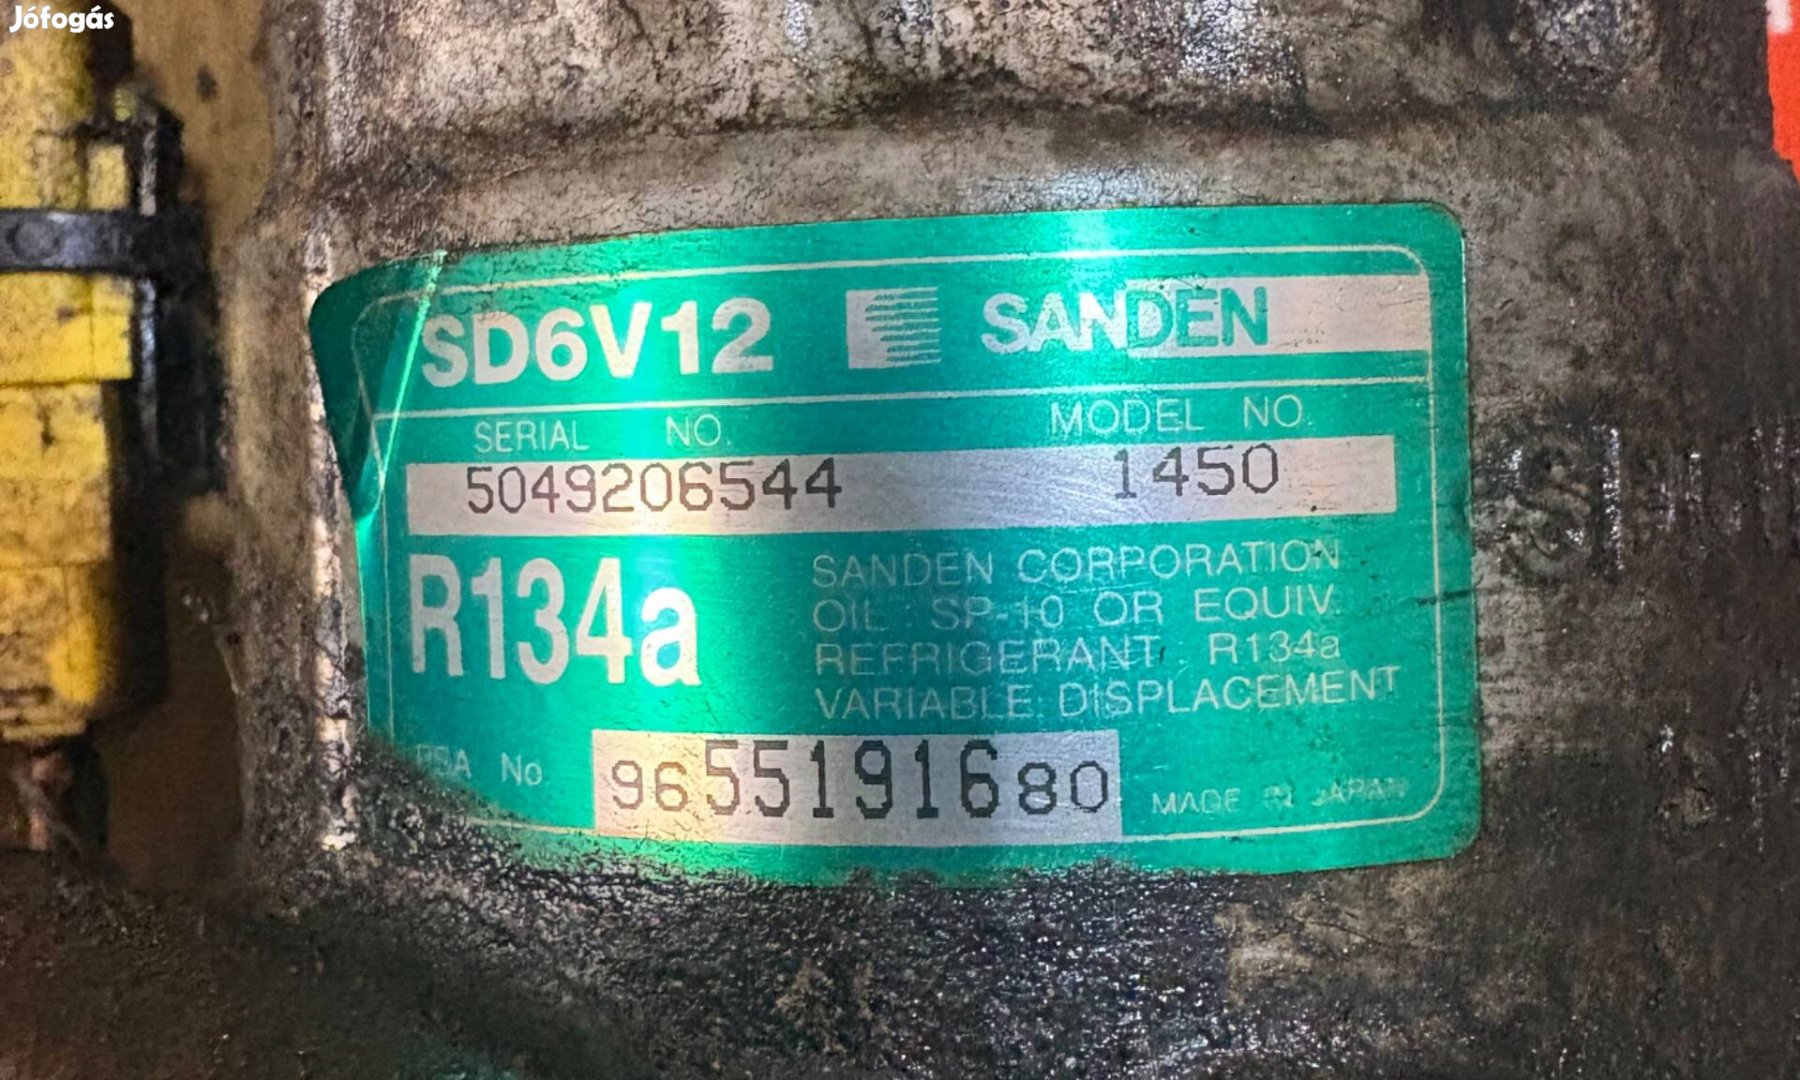 Jófogás
SD6V12 SANDEN
SERIAL NO. MODEL NO.
5049206544 1450
R134a
SANDEN CORPORATION
OIL SP-10 OR EQUIV.
REFRIGERANT R134a
VARIABLE DISPLACEMENT
No 9655191680
MADE IN JAPAN